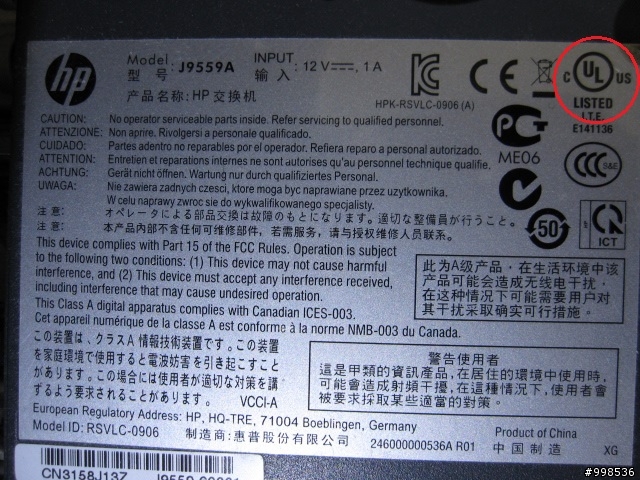 hp
Model: J9559A
型 号:
INPUT
输 入 : 12 V⎓, 1 A
产品名称: HP 交换机
HPK-RSVLC-0906 (A)
C UL US
LISTED
I.T.E.
E141136
CAUTION: No operator serviceable parts inside. Refer servicing to qualified personnel.
ATTENZIONE: Non aprire. Rivolgersi a personale qualificato.
CUIDADO: Partes adentro no reparables por el operador. Refiera reparo a personal autorizado.
ATTENTION: Entretien et reparations internes ne sont autorisées qu'au personnel technique qualifié.
ACHTUNG: Gerät nicht öffnen. Wartung nur durch qualifiziertes Personal.
UWAGA: Nie zawiera zadnych czesci, ktore moga byc naprawiane przez uzytkownika.
W celu naprawy zwroc sie do wykwalifikowanego specjalisty.
注 意: オペレータによる部品交換は故障のもとになります。適切な整備員が行うこと。
注 意: 本产品内部不含任何可维修部件，若需服务，请与授权维修人员联系。
ME06
CCC
S&E
50
ICT
This device complies with Part 15 of the FCC Rules. Operation is subject
to the following two conditions: (1) This device may not cause harmful
interference, and (2) This device must accept any interference received,
including interference that may cause undesired operation.
This Class A digital apparatus complies with Canadian ICES-003.
Cet appareil numérique de la classe A est conforme à la norme NMB-003 du Canada.
此为A级产品，在生活环境中该
产品可能会造成无线电干扰，
在这种情况下可能需要用户对
其干扰采取确实可行措施。
この装置は、クラスA 情報技術装置です。この装置
を家庭環境で使用すると電波妨害を引き起こすこと
があります。この場合には使用者が適切な対策を講
ずるよう要求されることがあります。 VCCI-A
警告使用者
這是甲類的資訊產品，在居住的環境中使用時，
可能會造成射頻干擾，在這種情況下，使用者會
被要求採取某些適當的對策。
European Regulatory Address: HP, HQ-TRE, 71004 Boeblingen, Germany
Model ID: RSVLC-0906 制造商: 惠普股份有限公司 246000000536A R01
Product of China
中 国 制 造 XG
CN3158J137
#998536